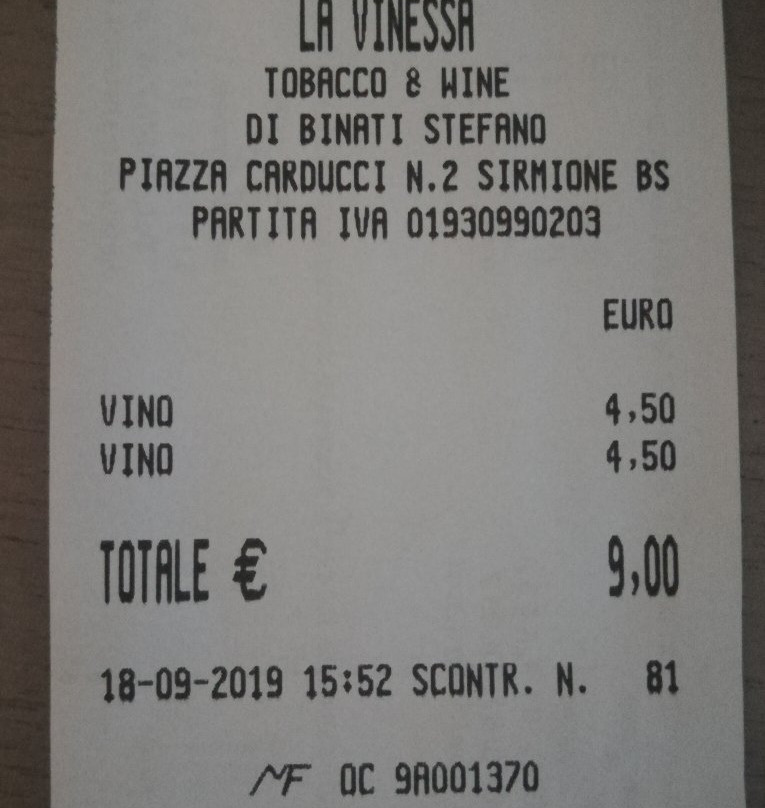 LA VINESSA
TOBACCO & WINE
DI BINATI STEFANO
PIAZZA CARDUCCI N.2 SIRMIONE BS
PARTITA IVA 01930990203
EURO
VINO 4,50
VINO 4,50
TOTALE € 9,00
18-09-2019 15:52 SCONTR. N. 81
MF OC 9A001370